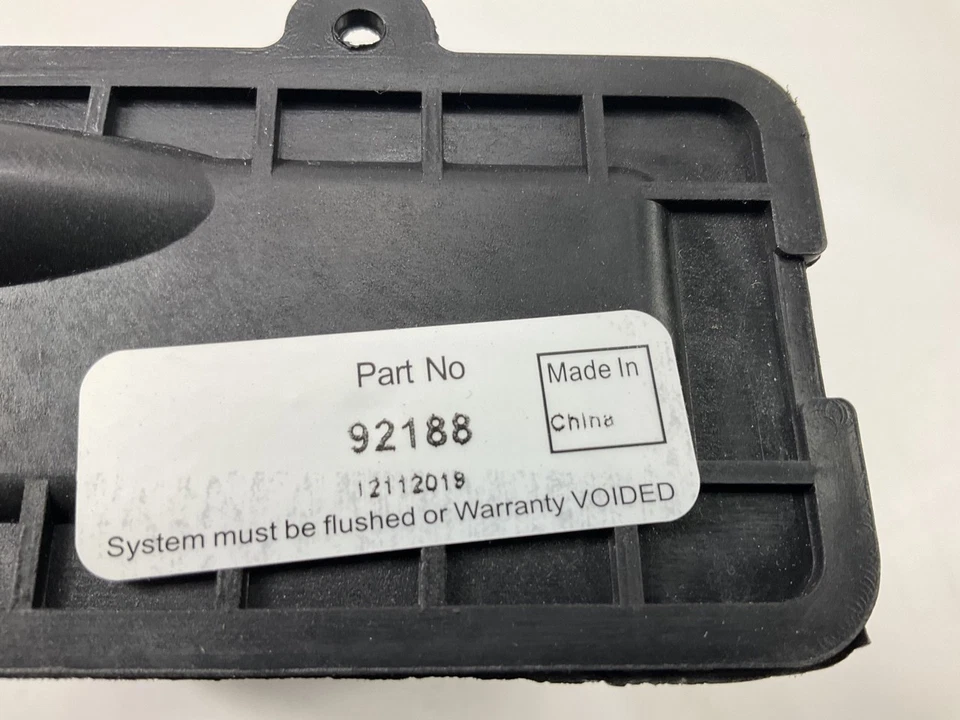 Part No
92188
12112019
Made In
China
System must be flushed or Warranty VOIDED